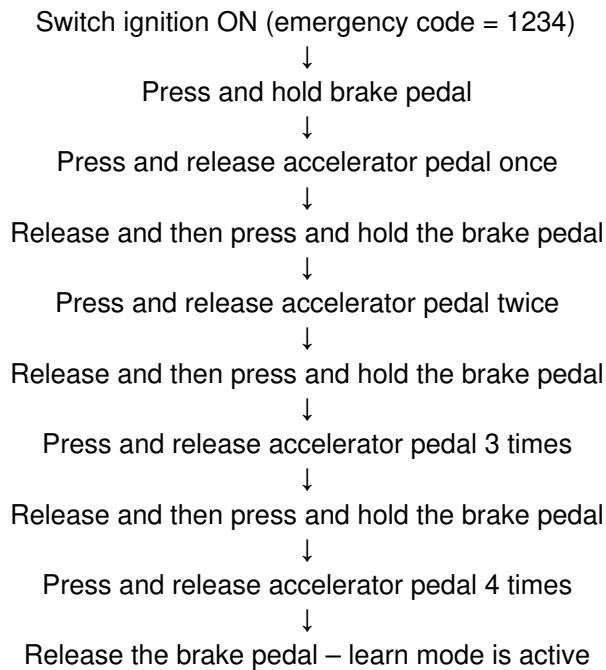 Switch ignition ON (emergency code = 1234)
↓
Press and hold brake pedal
↓
Press and release accelerator pedal once
↓
Release and then press and hold the brake pedal
↓
Press and release accelerator pedal twice
↓
Release and then press and hold the brake pedal
↓
Press and release accelerator pedal 3 times
↓
Release and then press and hold the brake pedal
↓
Press and release accelerator pedal 4 times
↓
Release the brake pedal – learn mode is active